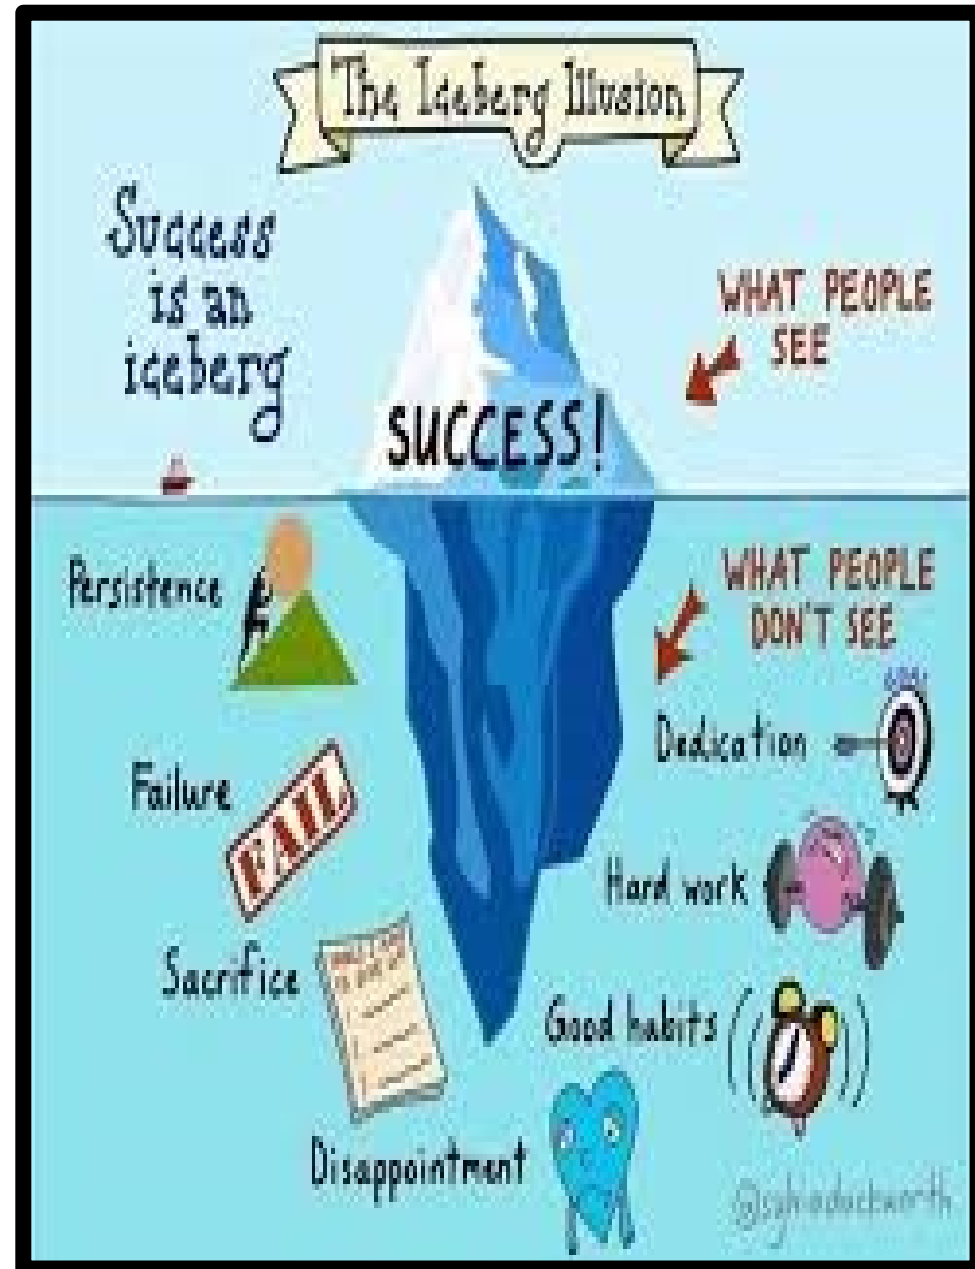 The Iceberg Illusion
Success
is an
iceberg
WHAT PEOPLE
SEE
SUCCESS!
Persistence
WHAT PEOPLE
DON'T SEE
Dedication
Failure
FAIL
Hard work
Sacrifice
Good habits
Disappointment
@sylviaduckworth